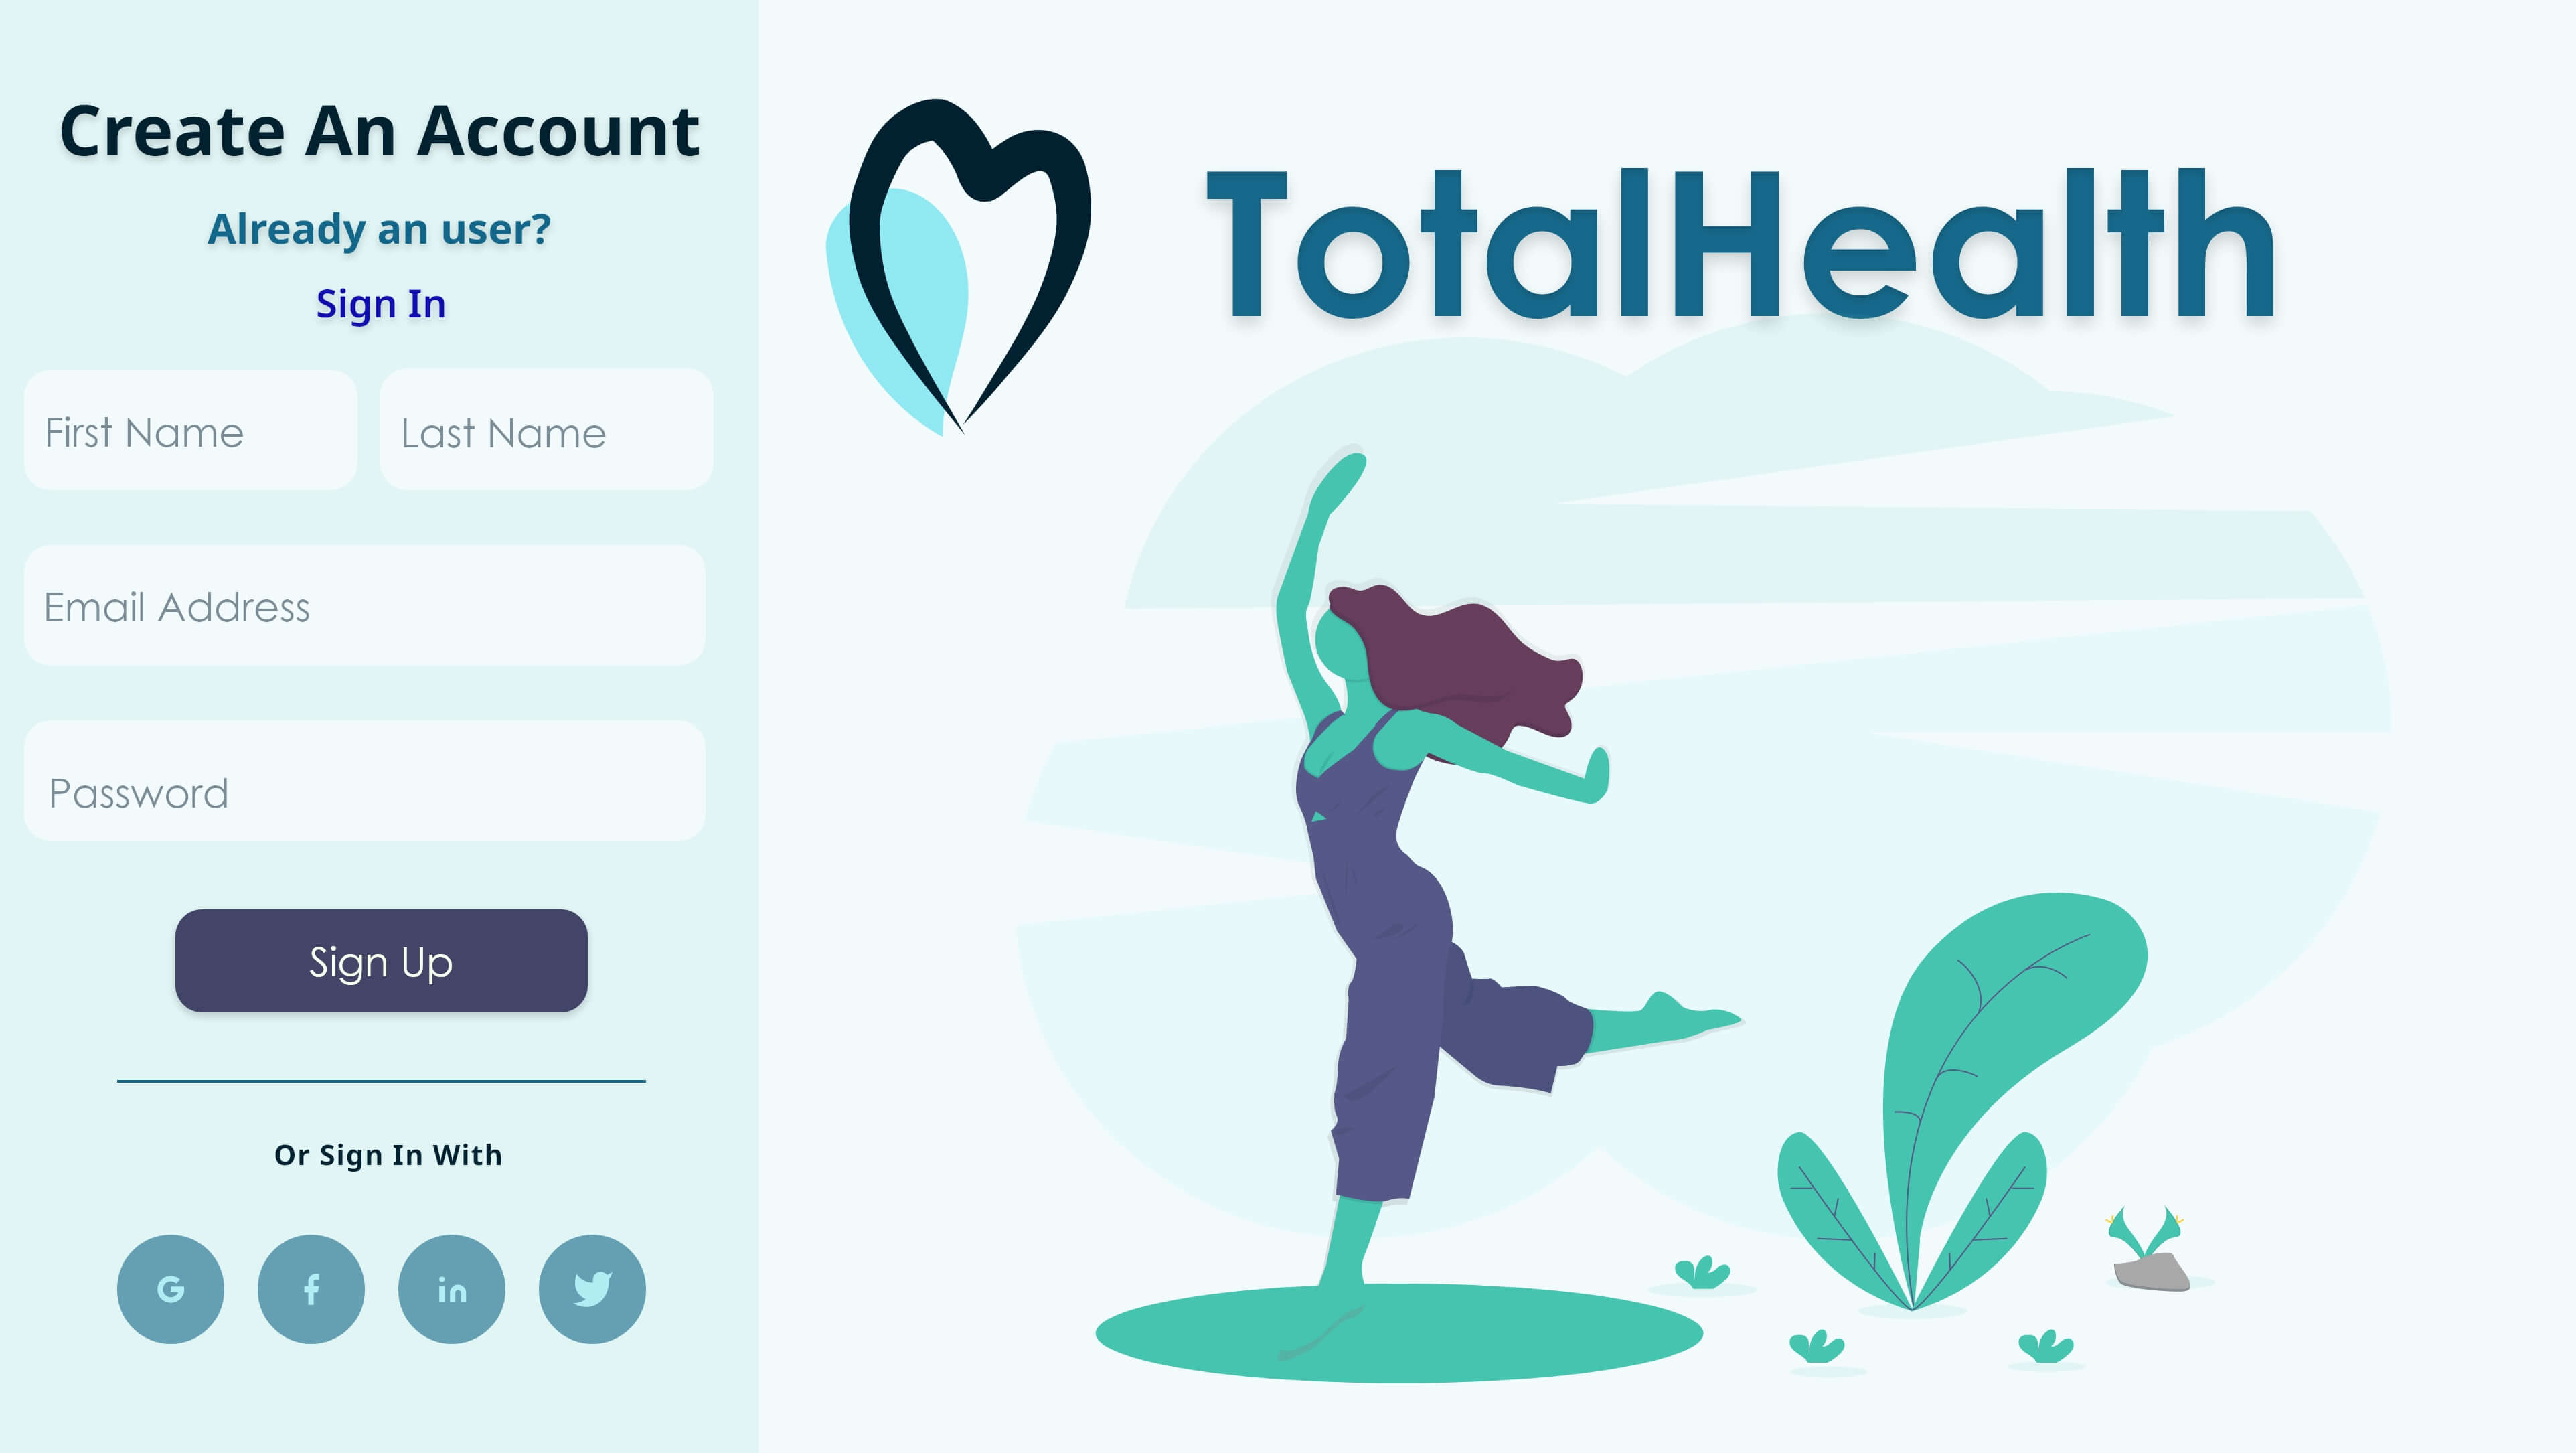 Create An Account
Already an user?
Sign In
First Name
Last Name
Email Address
Password
Sign Up
Or Sign In With
G f in
TotalHealth